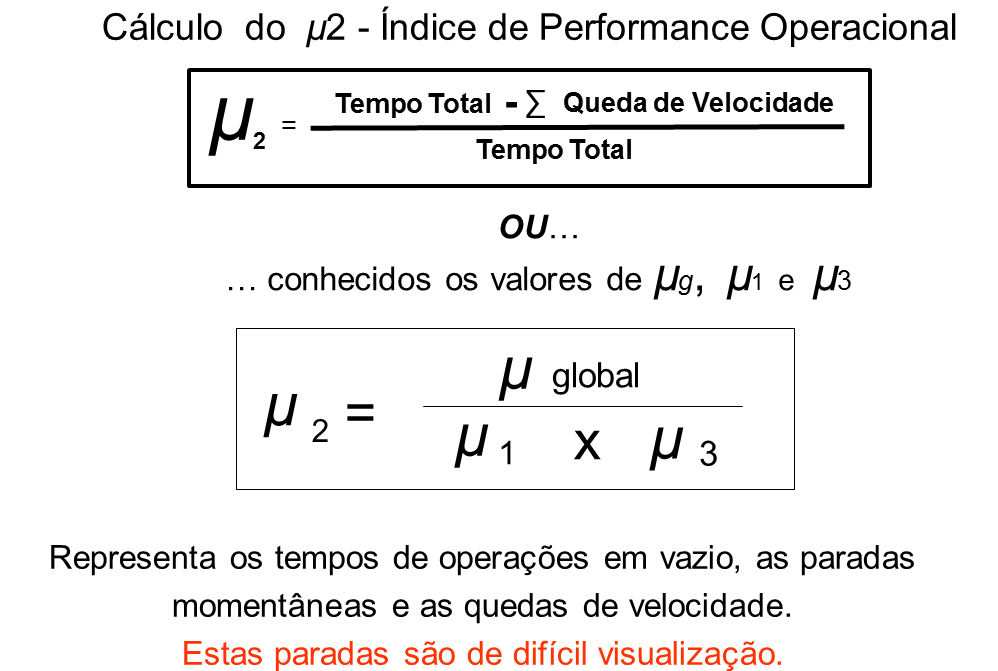 Cálculo do µ2 - Índice de Performance Operacional
µ2 = Tempo Total - ∑ Queda de Velocidade
Tempo Total
OU...
... conhecidos os valores de µg, µ1 e µ3
µ global
µ 2 =
µ 1 x µ 3
Representa os tempos de operações em vazio, as paradas
momentâneas e as quedas de velocidade.
Estas paradas são de difícil visualização.